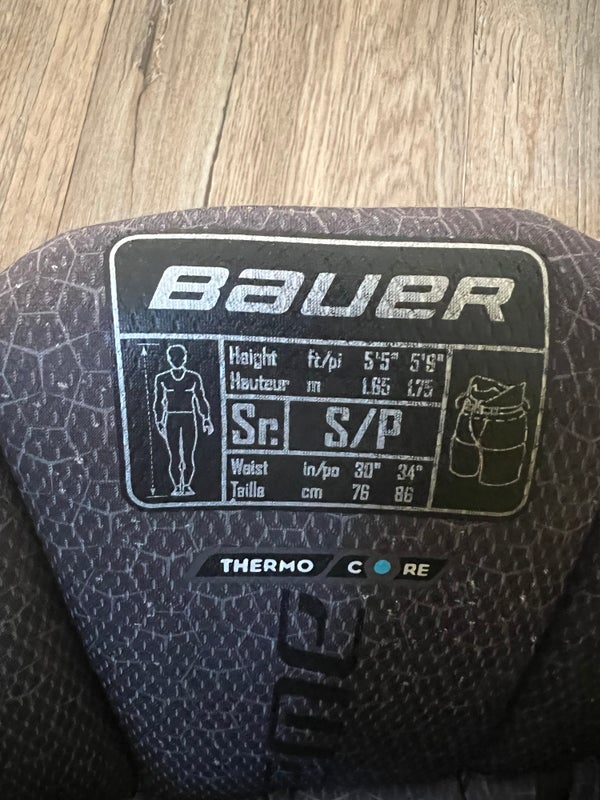 BAUER
Height ft/pi 5'5" 5'9"
Hauteur m 1.65 1.75
Sr. S/P
Waist in/po 30" 34"
Taille cm 76 86
THERMO CORE